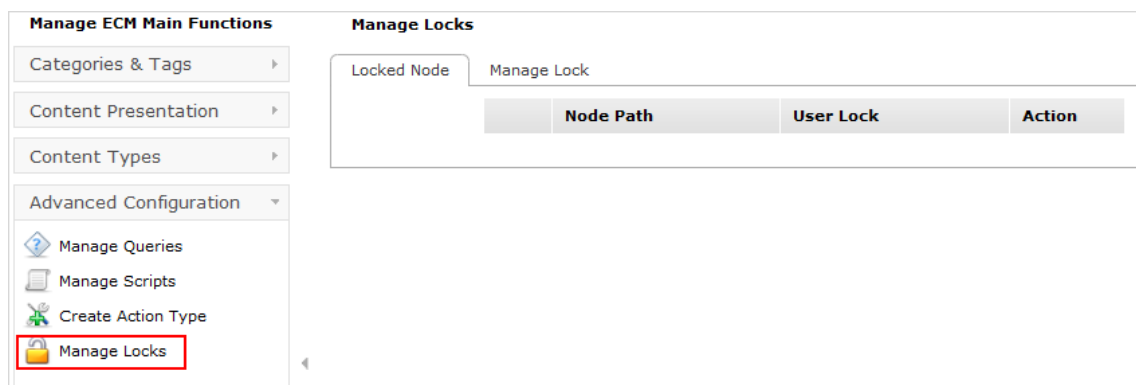 Manage ECM Main Functions
Categories & Tags
Content Presentation
Content Types
Advanced Configuration
Manage Queries
Manage Scripts
Create Action Type
Manage Locks
Manage Locks
Locked Node Manage Lock
Node Path User Lock Action